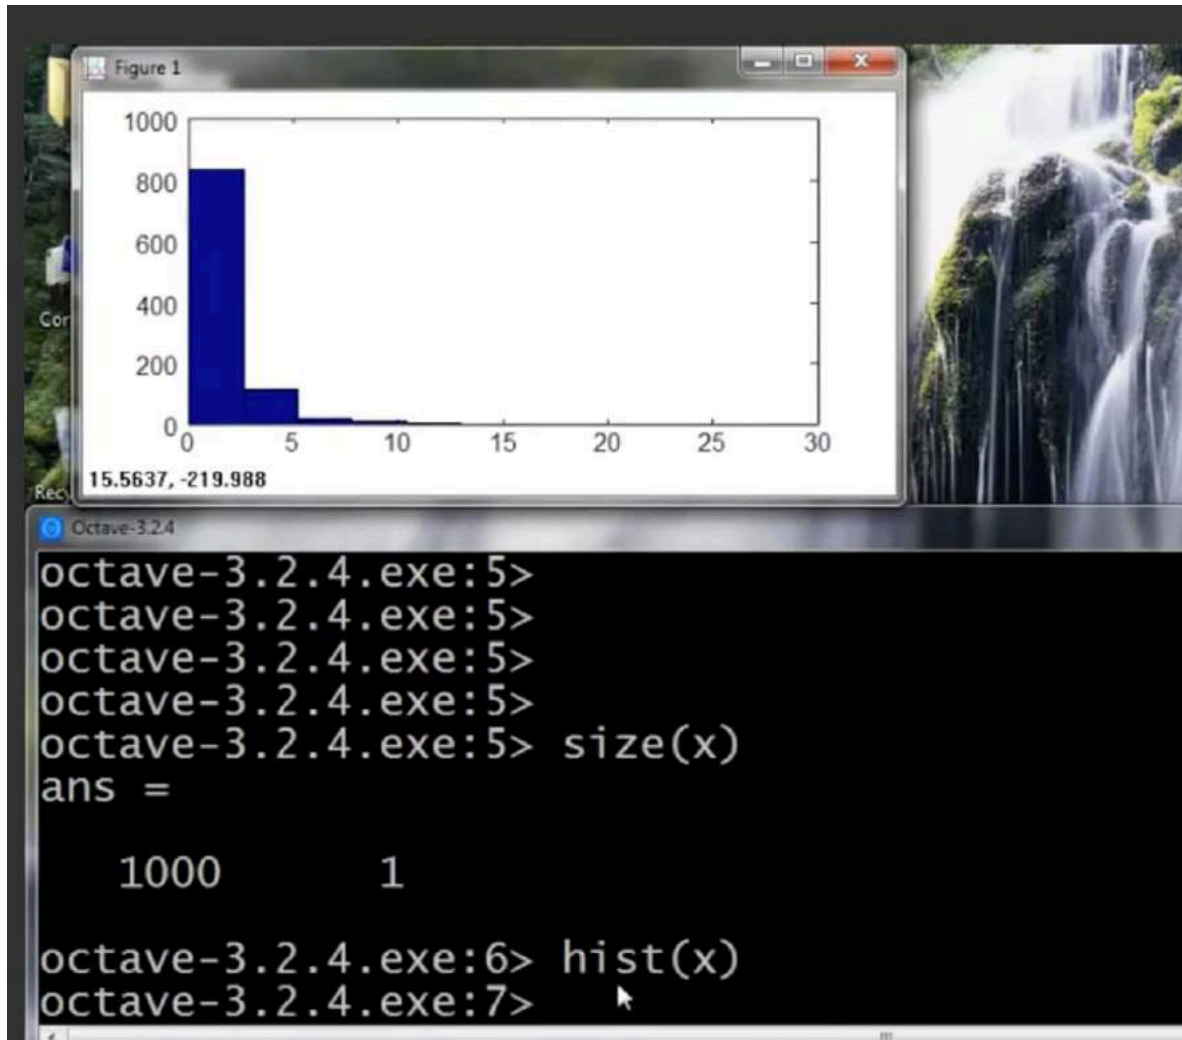 Figure 1
1000
800
600
400
200
0
0 5 10 15 20 25 30
15.5637, -219.988
Cor
Recy
Octave-3.2.4
octave-3.2.4.exe:5>
octave-3.2.4.exe:5>
octave-3.2.4.exe:5>
octave-3.2.4.exe:5>
octave-3.2.4.exe:5> size(x)
ans =
1000 1
octave-3.2.4.exe:6> hist(x)
octave-3.2.4.exe:7>